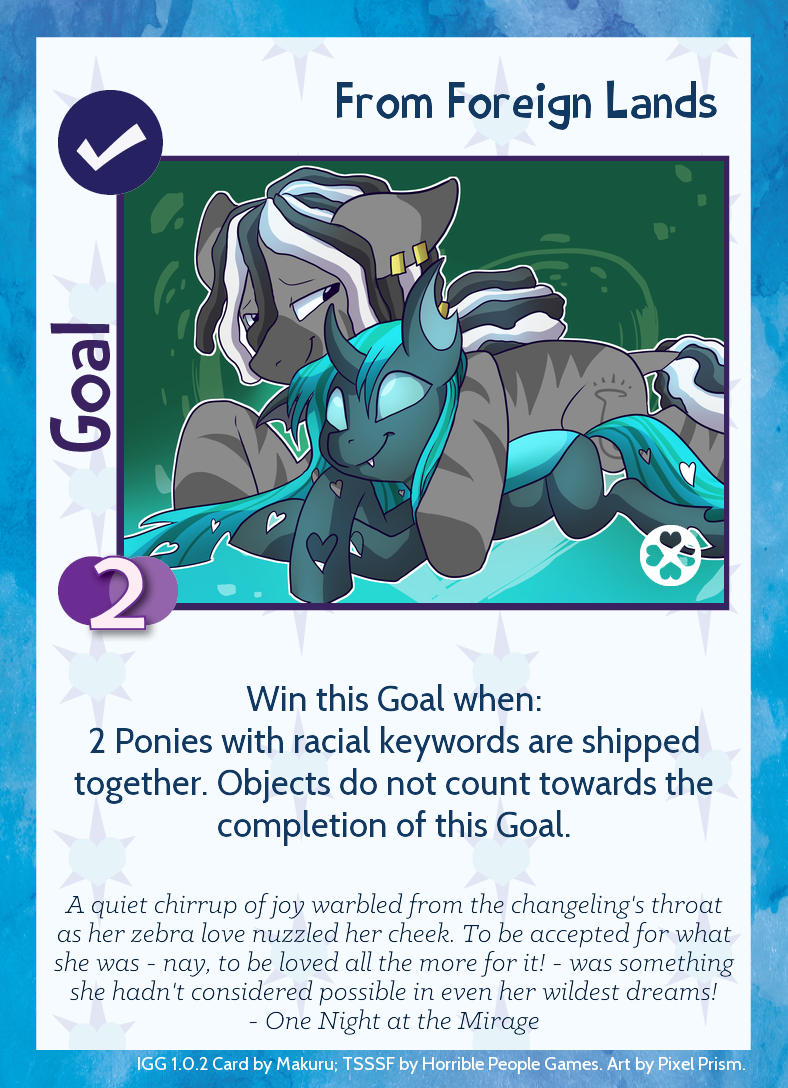 From Foreign Lands
Goal
2
Win this Goal when:
2 Ponies with racial keywords are shipped
together. Objects do not count towards the
completion of this Goal.
A quiet chirrup of joy warbled from the changeling's throat
as her zebra love nuzzled her cheek. To be accepted for what
she was - nay, to be loved all the more for it! - was something
she hadn't considered possible in even her wildest dreams!
- One Night at the Mirage
IGG 1.0.2 Card by Makuru; TSSSF by Horrible People Games. Art by Pixel Prism.